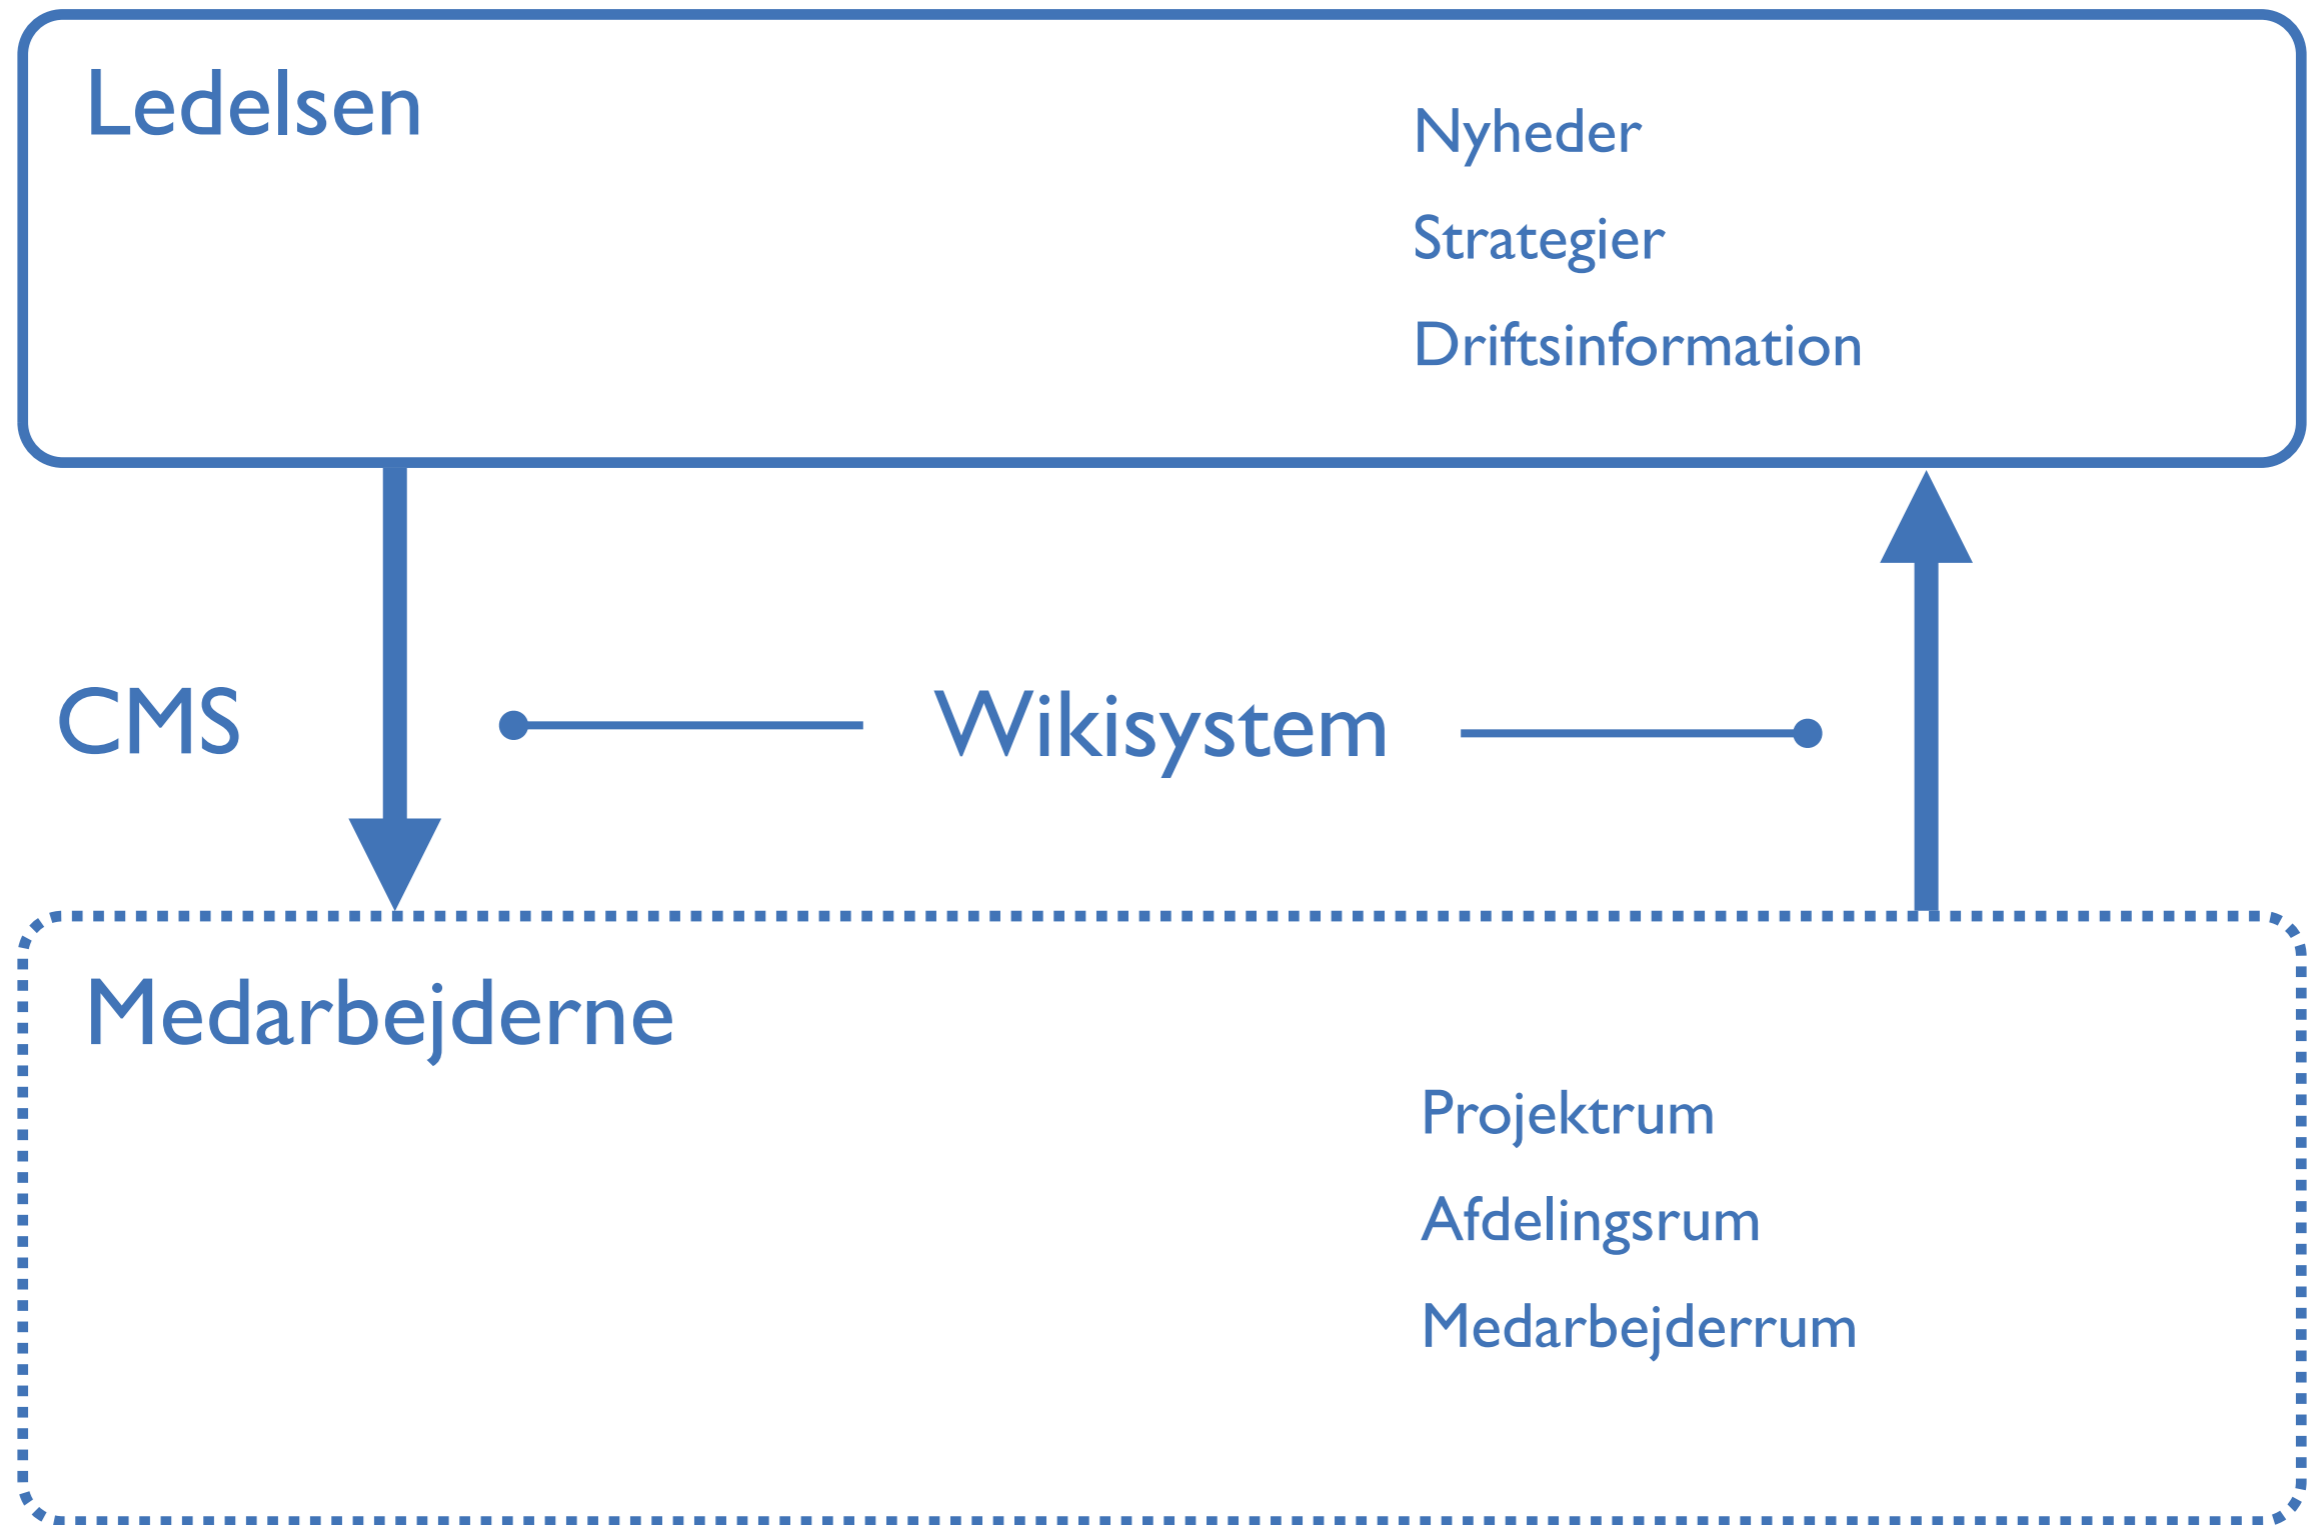 Ledelsen
Nyheder
Strategier
Driftsinformation
CMS
Wikisystem
Medarbejderne
Projektrum
Afdelingsrum
Medarbejderrum